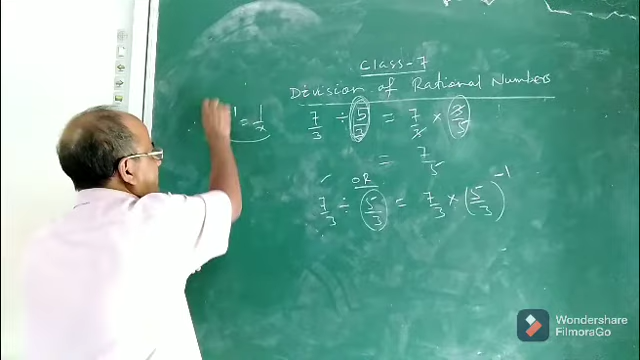 Class-7
Division of Rational Numbers
7/3 ÷ 5/3 = 7/3 × 3/5
= 7/5
OR
7/3 ÷ 5/3 = 7/3 × (5/3)⁻¹
= 1/x
Wondershare
FilmoraGo